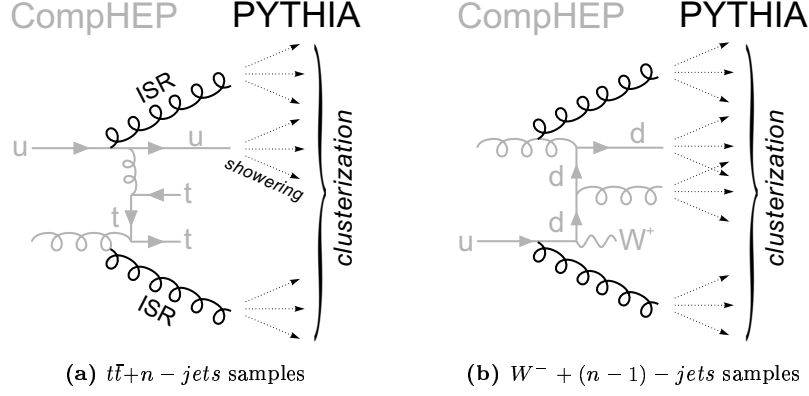 CompHEP PYTHIA
ISR
u u
showering
t
t
t
ISR
clusterization
(a) tt̄+n − jets samples
CompHEP PYTHIA
d
d
d
u W+
clusterization
(b) W− + (n − 1) − jets samples